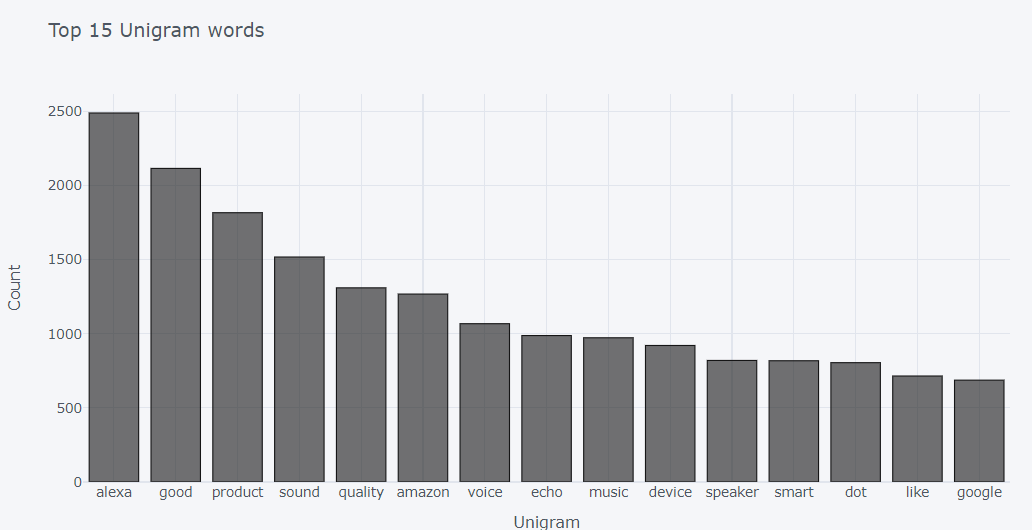 Top 15 Unigram words
Count
2500
2000
1500
1000
500
0
alexa good product sound quality amazon voice echo music device speaker smart dot like google
Unigram